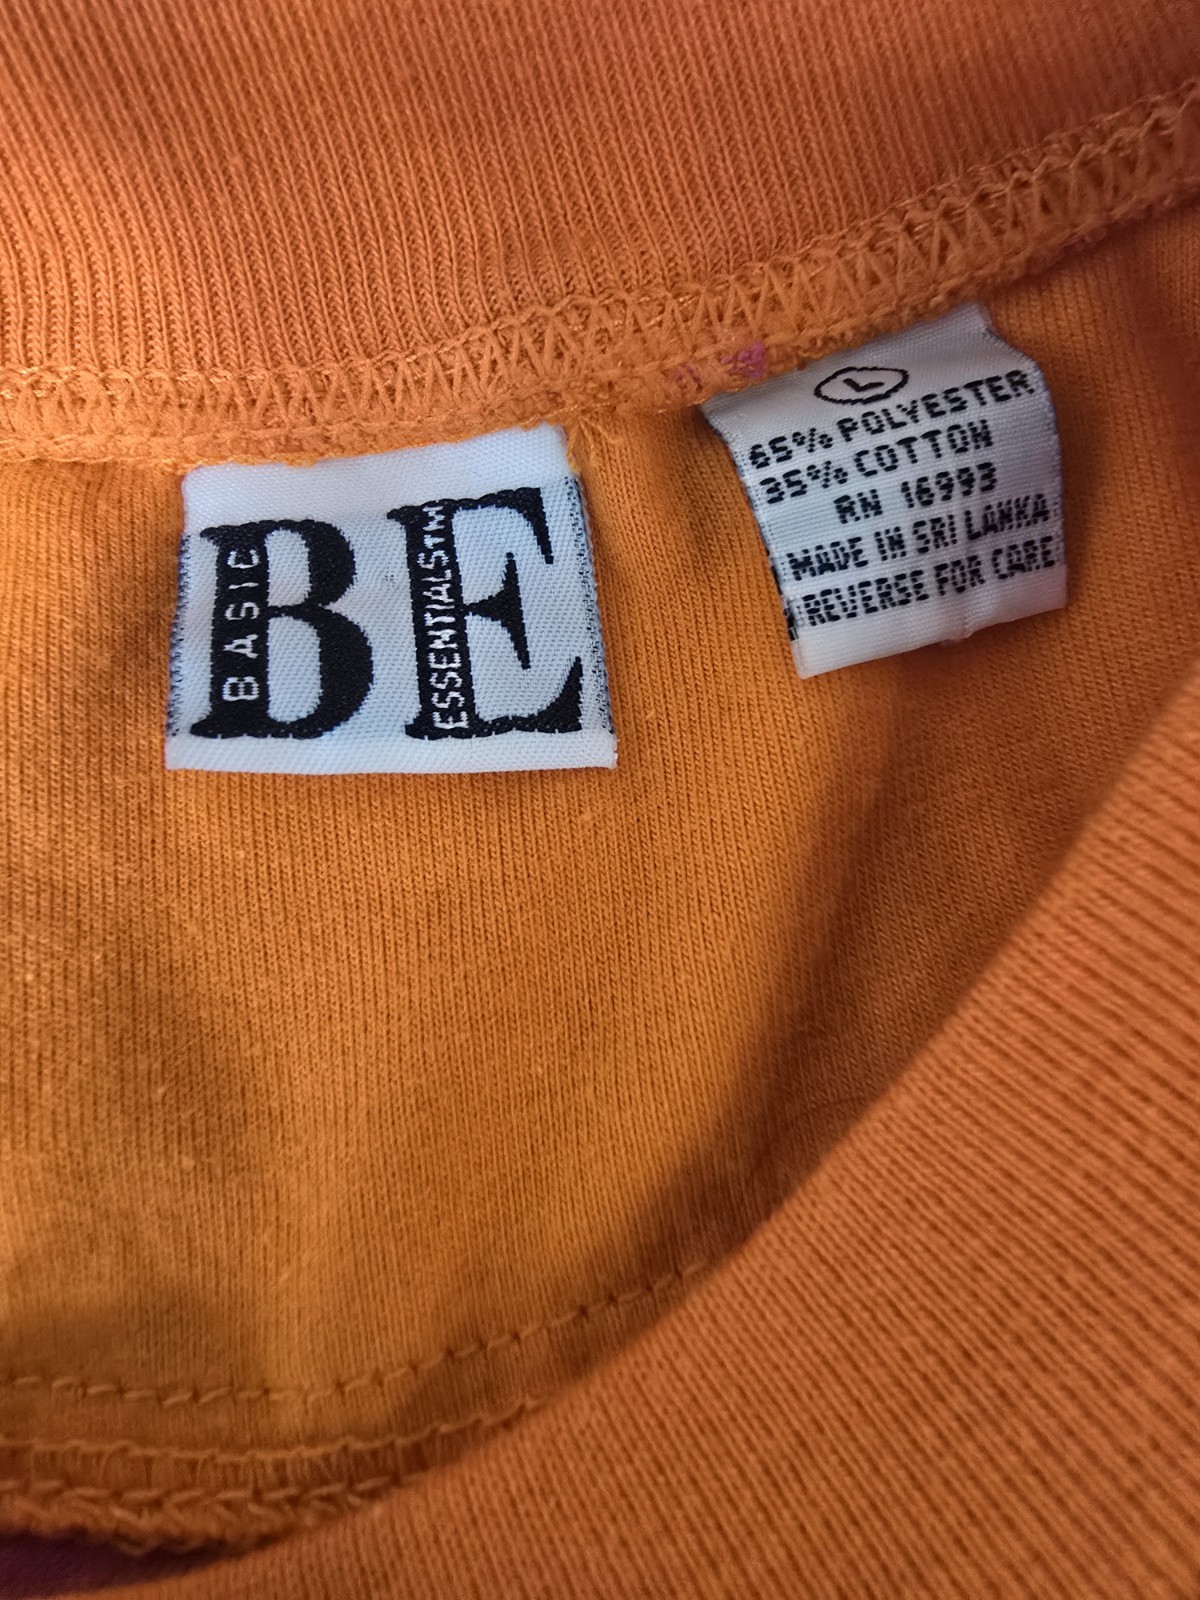 BE
BASIC
ESSENTIALS™
L
65% POLYESTER
35% COTTON
RN 16993
MADE IN SRI LANKA
REVERSE FOR CARE